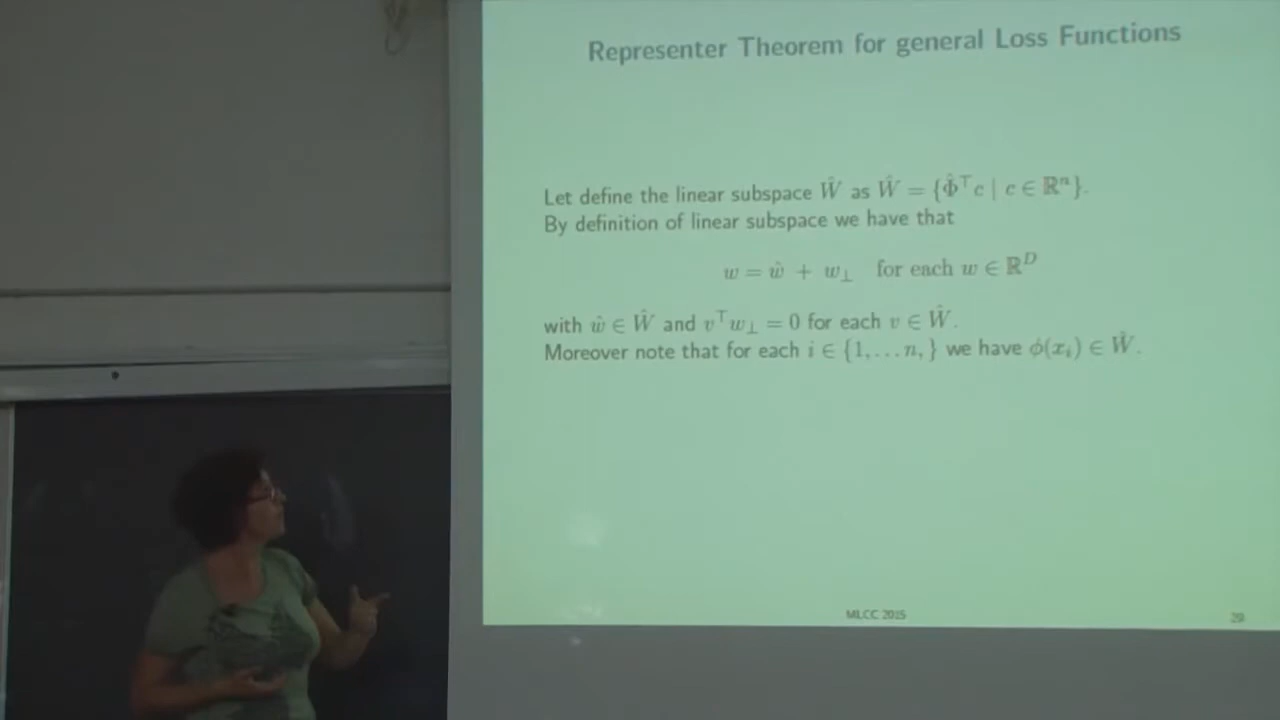 Representer Theorem for general Loss Functions
Let define the linear subspace Ŵ as Ŵ = {Φ̂⊤c | c ∈ ℝⁿ}.
By definition of linear subspace we have that
w = ŵ + w⊥ for each w ∈ ℝᴰ
with ŵ ∈ Ŵ and v⊤w⊥ = 0 for each v ∈ Ŵ.
Moreover note that for each i ∈ {1, . . . n, } we have ϕ(xᵢ) ∈ Ŵ.
MLCC 2015
29